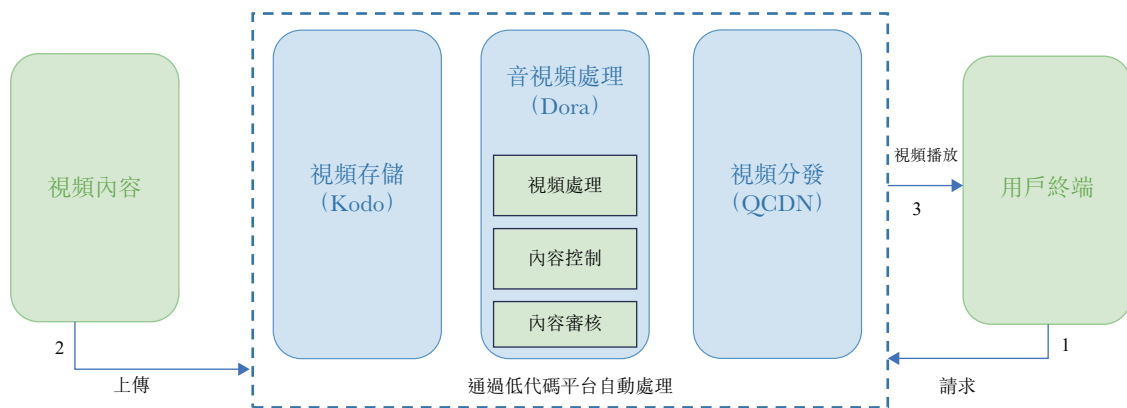 視頻內容
2
上傳
視頻存儲
（Kodo）
音視頻處理
（Dora）
視頻處理
內容控制
內容審核
視頻分發
（QCDN）
通過低代碼平台自動處理
視頻播放
3
用戶終端
1
請求